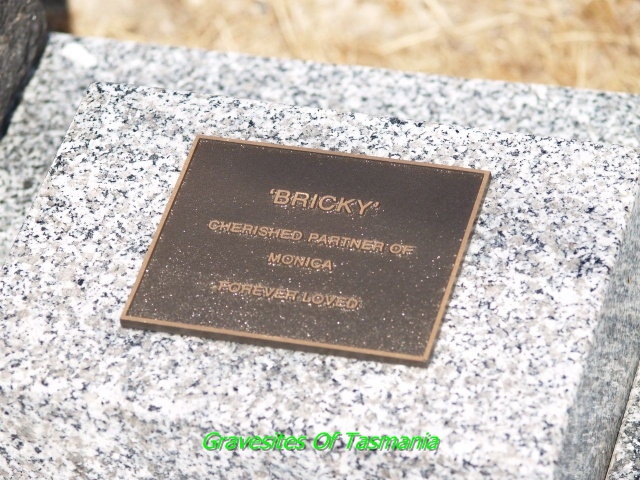 'BRICKY'
CHERISHED PARTNER OF
MONICA
FOREVER LOVED
Gravesites Of Tasmania